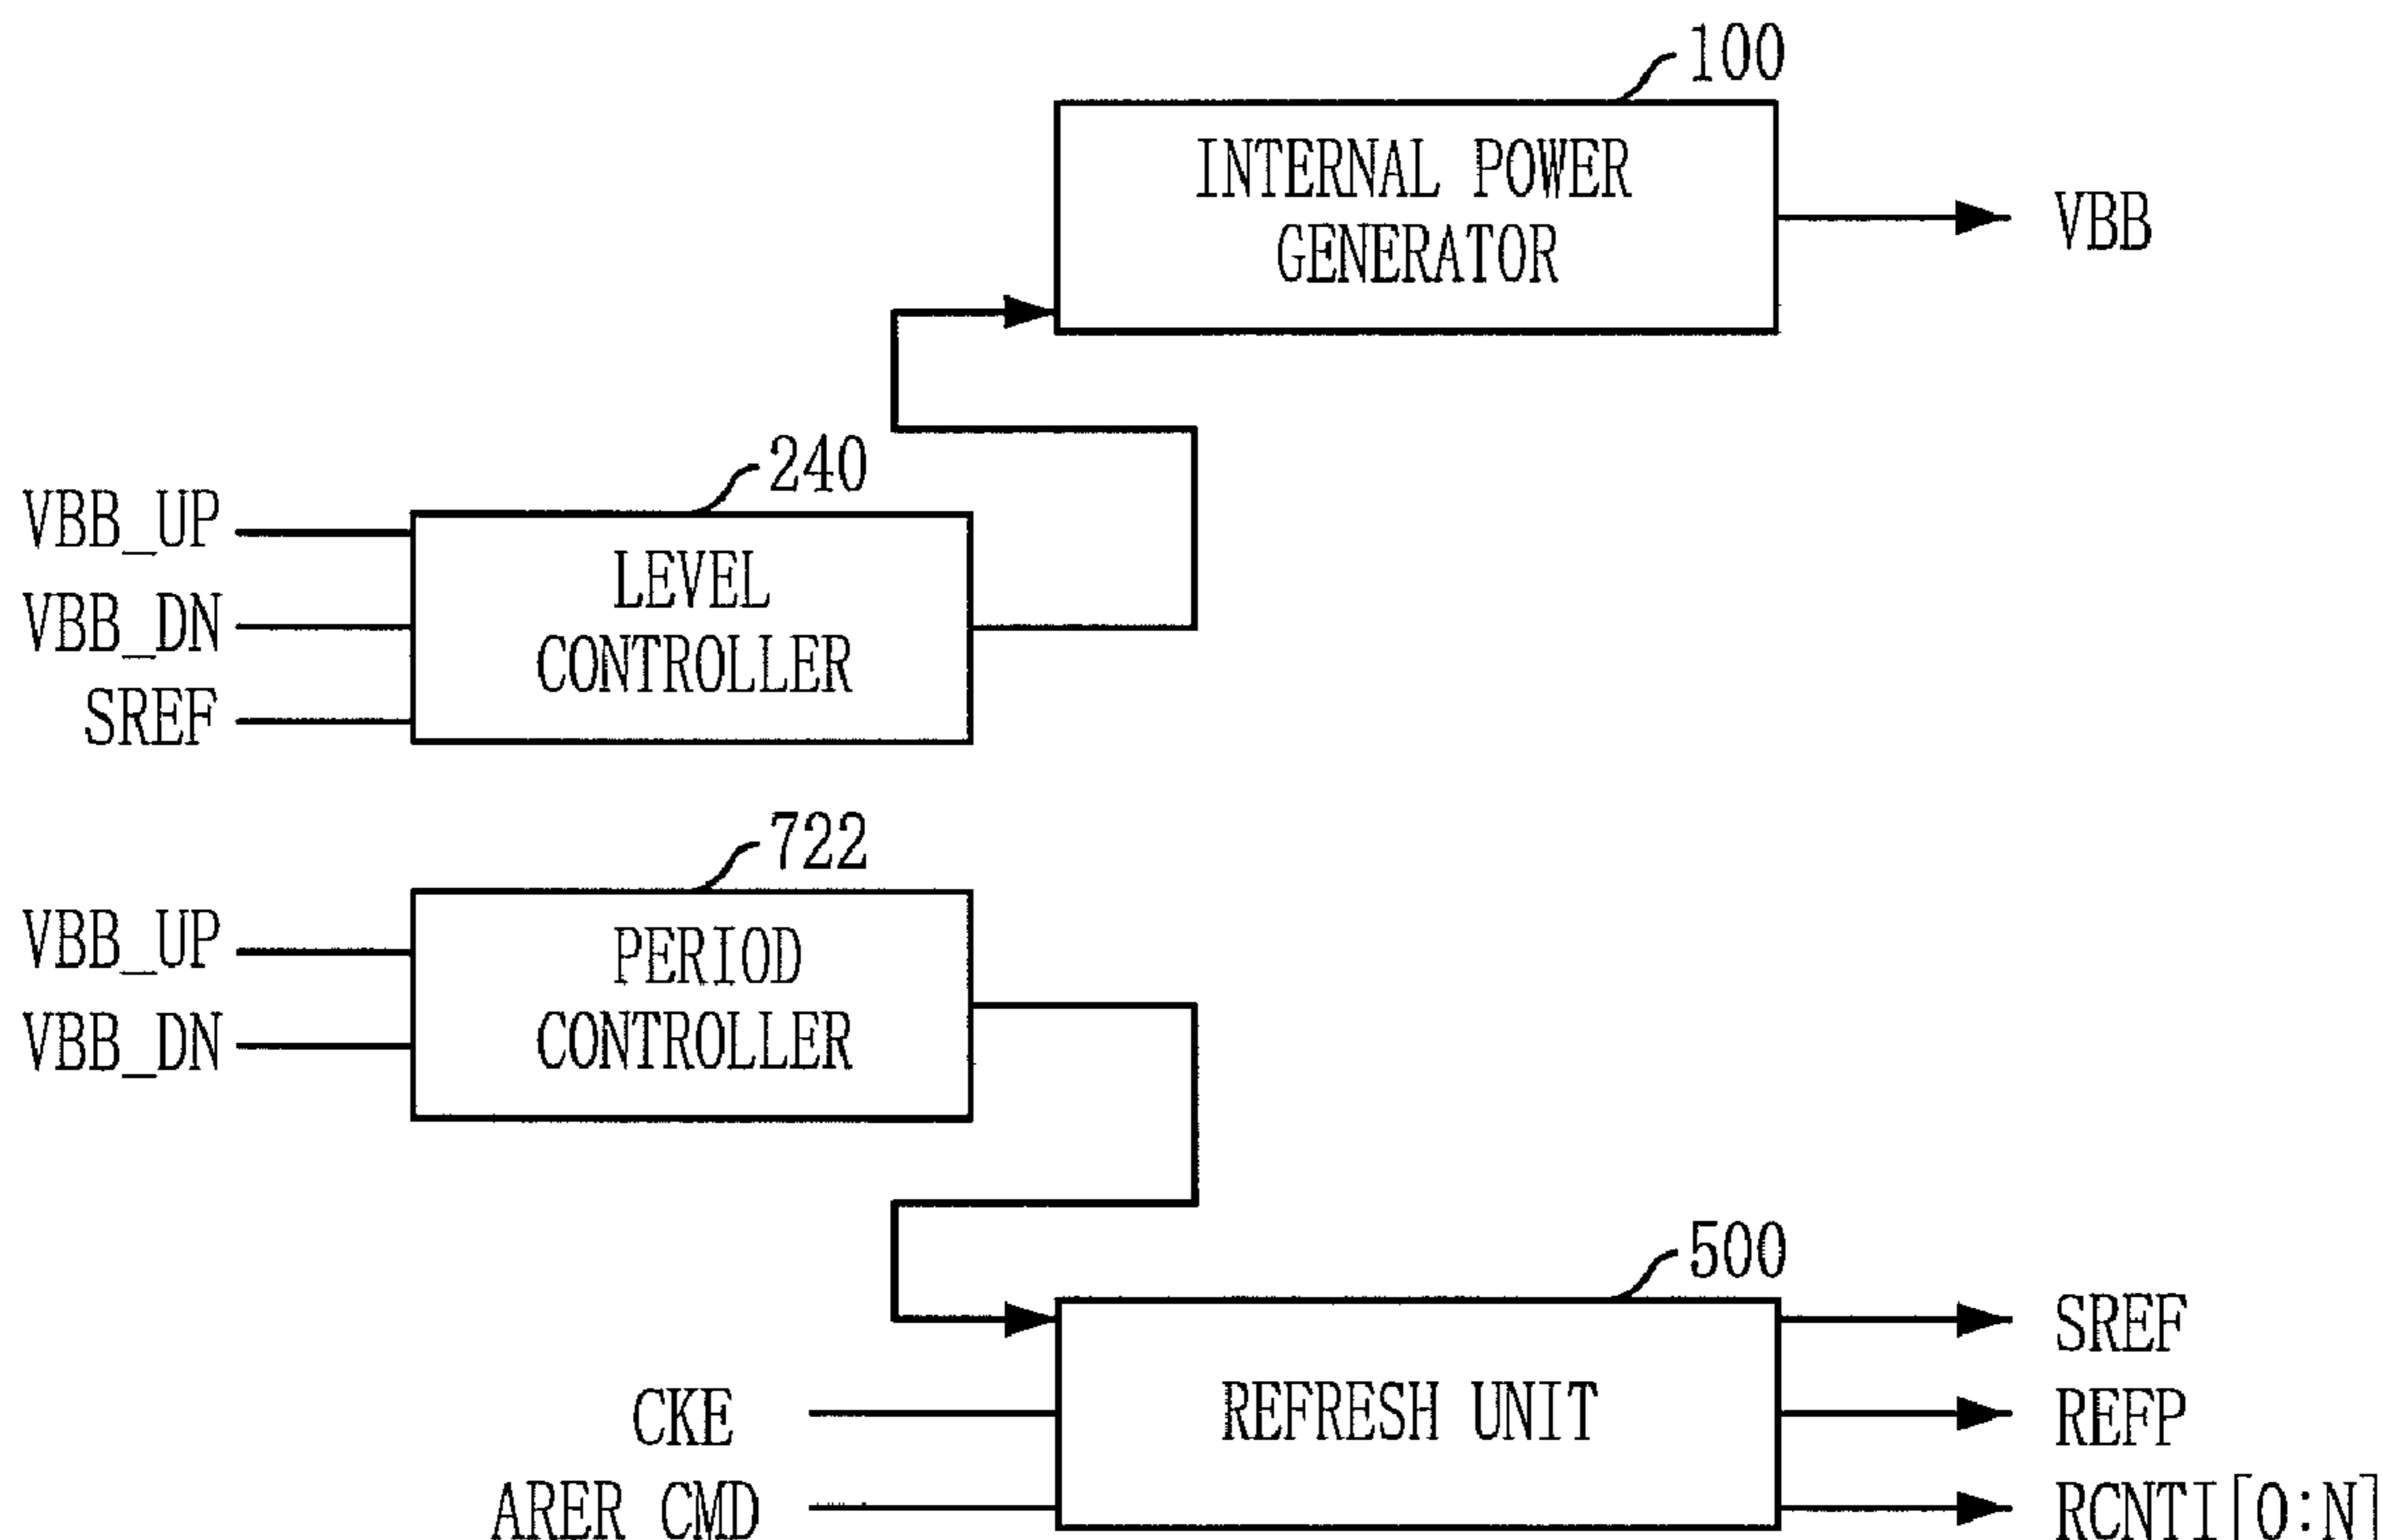 100
INTERNAL POWER
GENERATOR
VBB
240
VBB_UP
VBB_DN
SREF
LEVEL
CONTROLLER
722
VBB_UP
VBB_DN
PERIOD
CONTROLLER
500
CKE
ARER CMD
REFRESH UNIT
SREF
REFP
RCNTI[0:N]